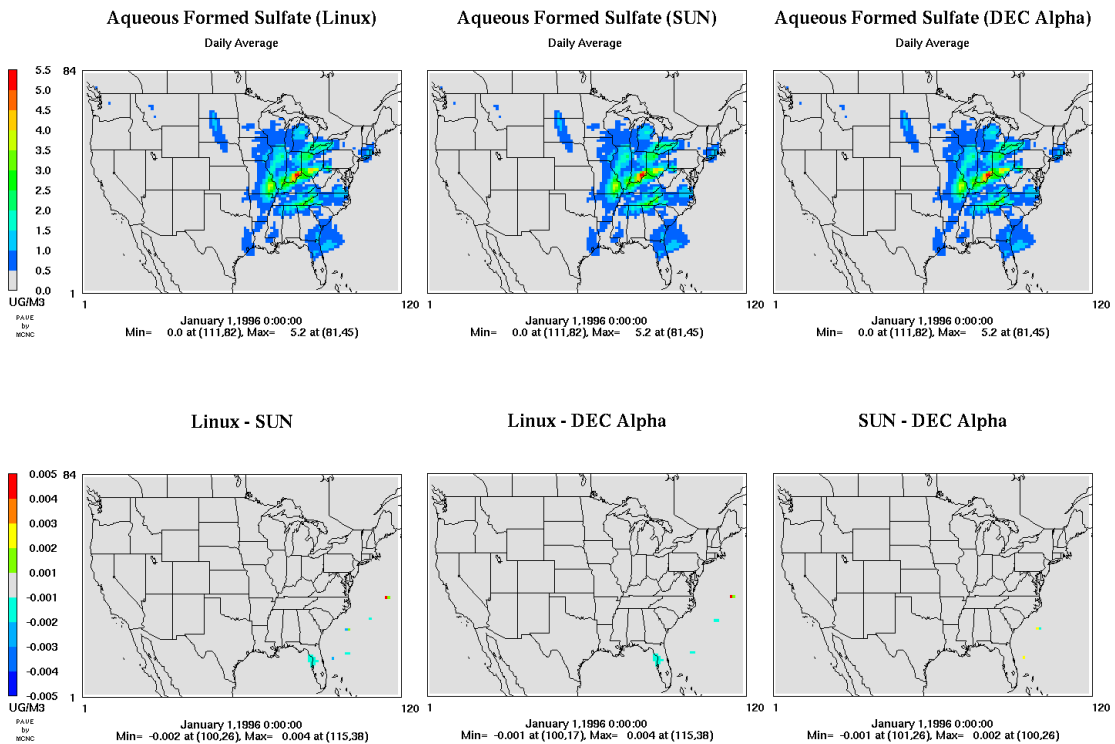 Aqueous Formed Sulfate (Linux)
Daily Average
84
5.5
5.0
4.5
4.0
3.5
3.0
2.5
2.0
1.5
1.0
0.5
0.0
UG/M3
PAVE
by
MCNC
1
1
120
January 1,1996 0:00:00
Min= 0.0 at (111,82), Max= 5.2 at (81,45)
Aqueous Formed Sulfate (SUN)
Daily Average
1
120
January 1,1996 0:00:00
Min= 0.0 at (111,82), Max= 5.2 at (81,45)
Aqueous Formed Sulfate (DEC Alpha)
Daily Average
1
120
January 1,1996 0:00:00
Min= 0.0 at (111,82), Max= 5.2 at (81,45)
Linux - SUN
84
0.005
0.004
0.003
0.002
0.001
-0.001
-0.002
-0.003
-0.004
-0.005
UG/M3
PAVE
by
MCNC
1
1
120
January 1,1996 0:00:00
Min= -0.002 at (100,26), Max= 0.004 at (115,38)
Linux - DEC Alpha
1
120
January 1,1996 0:00:00
Min= -0.001 at (100,17), Max= 0.004 at (115,38)
SUN - DEC Alpha
1
120
January 1,1996 0:00:00
Min= -0.001 at (101,26), Max= 0.002 at (100,26)